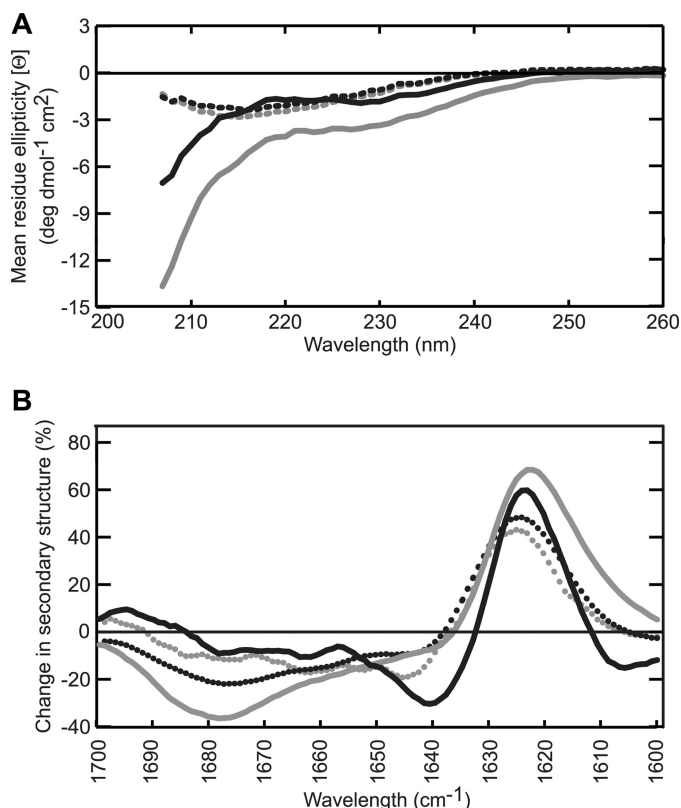 A
Mean residue ellipticity [Θ]
(deg dmol⁻¹ cm²)
3
0
-3
-6
-9
-12
-15
200 210 220 230 240 250 260
Wavelength (nm)
B
Change in secondary structure (%)
80
60
40
20
0
-20
-40
1700 1690 1680 1670 1660 1650 1640 1630 1620 1610 1600
Wavelength (cm⁻¹)